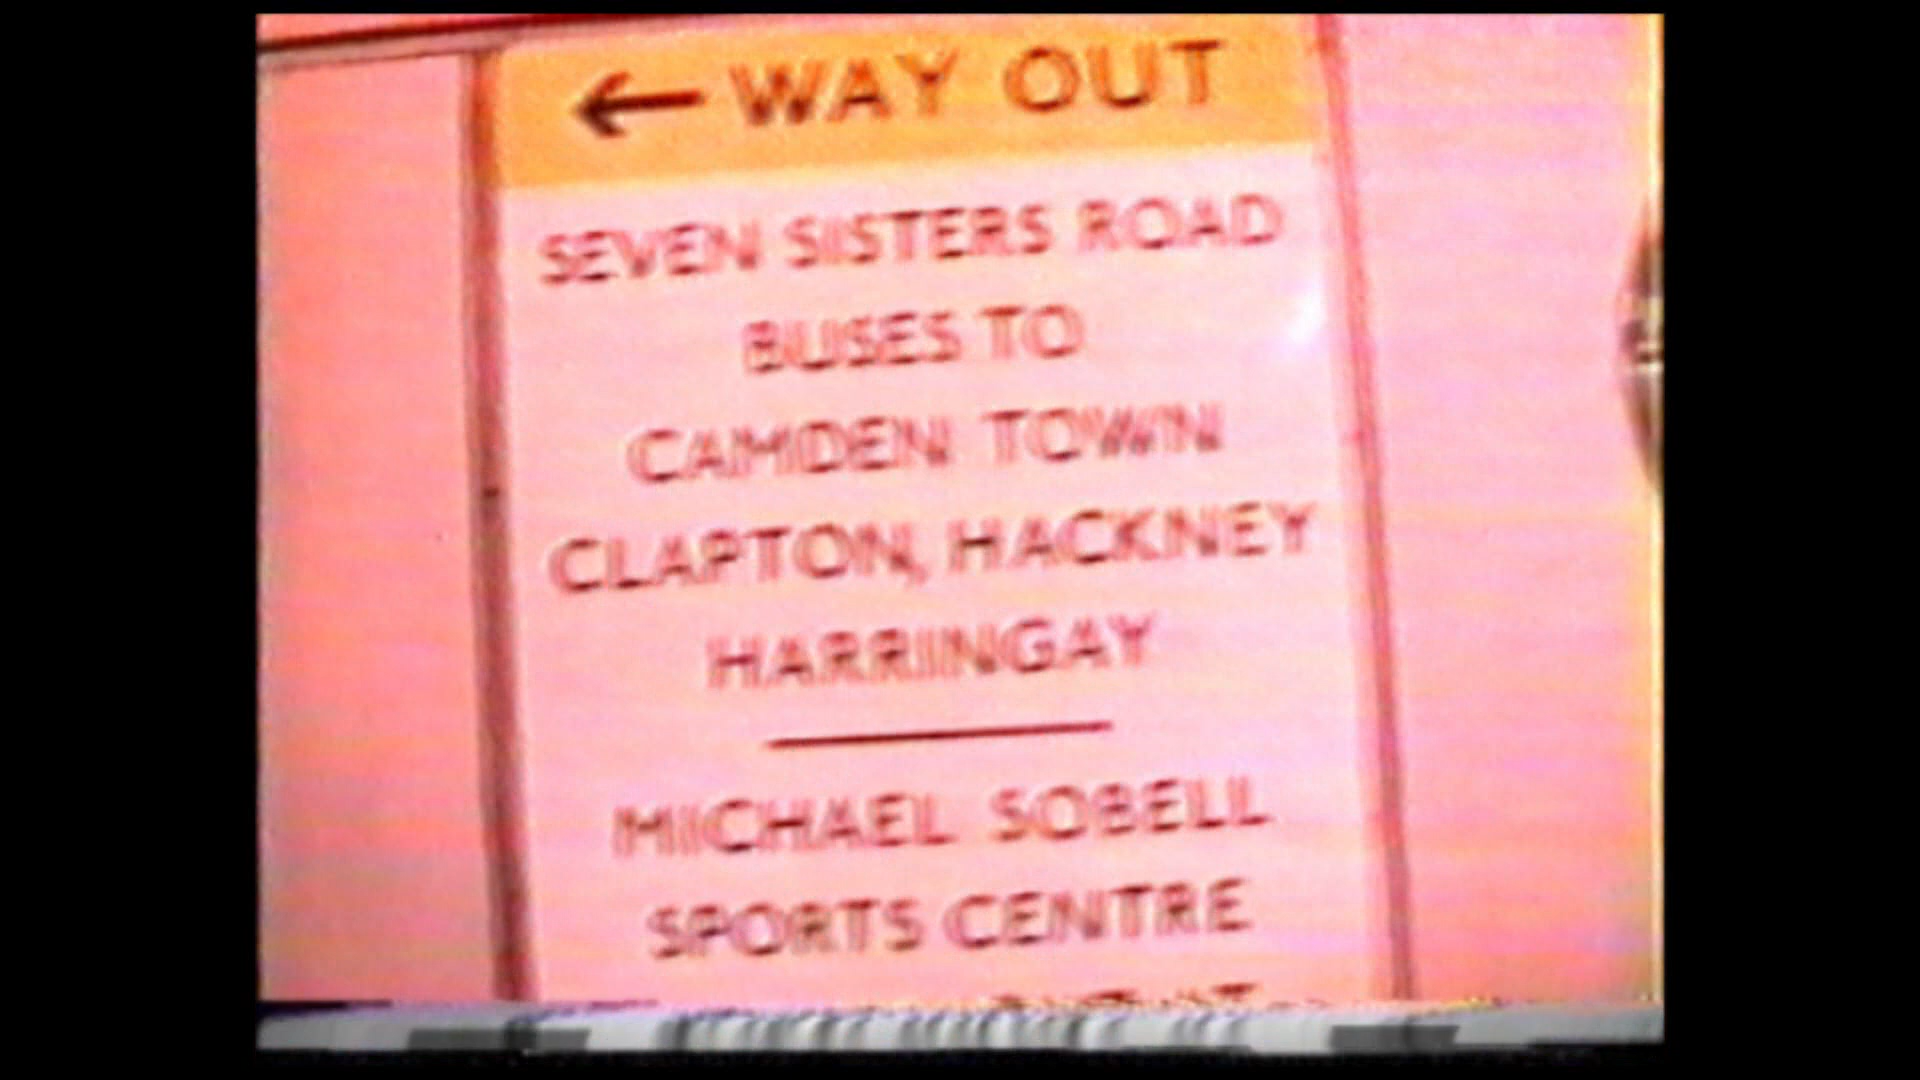 ← WAY OUT
SEVEN SISTERS ROAD
BUSES TO
CAMDEN TOWN
CLAPTON, HACKNEY
HARRINGAY
MICHAEL SOBELL
SPORTS CENTRE